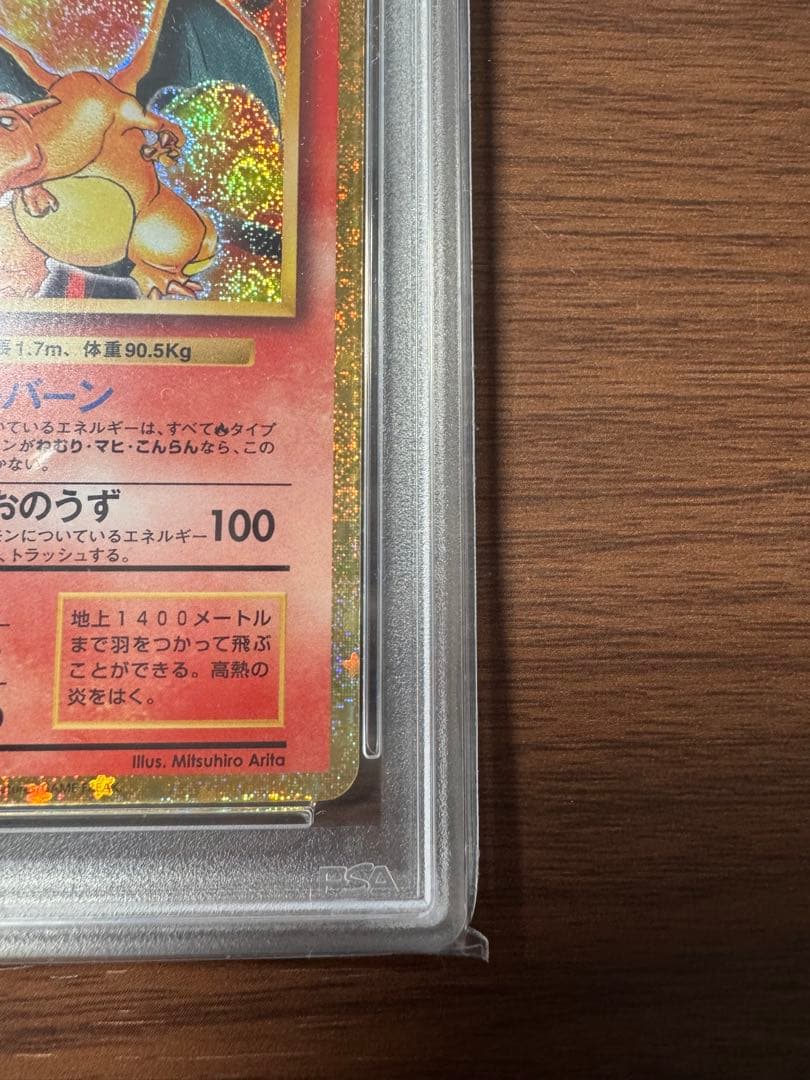 長1.7m、体重90.5Kg
バーン
いているエネルギーは、すべて🔥タイプ
ンがねむり・マヒ・こんらんなら、この
かない。
おのうず
モンについているエネルギー
100
、トラッシュする。
地上1400メートル
まで羽をつかって飛ぶ
ことができる。高熱の
炎をはく。
Illus. Mitsuhiro Arita
GAME FREAK
PSA